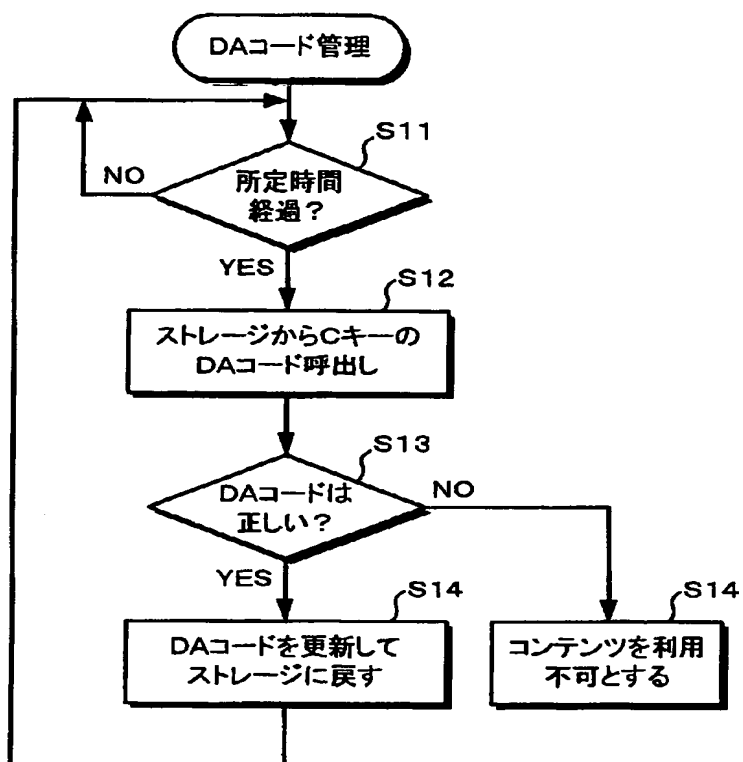 DAコード管理
S11
NO
所定時間
経過？
YES
S12
ストレージからCキーの
DAコード呼出し
S13
DAコードは
正しい？
NO
YES
S14
DAコードを更新して
ストレージに戻す
S14
コンテンツを利用
不可とする